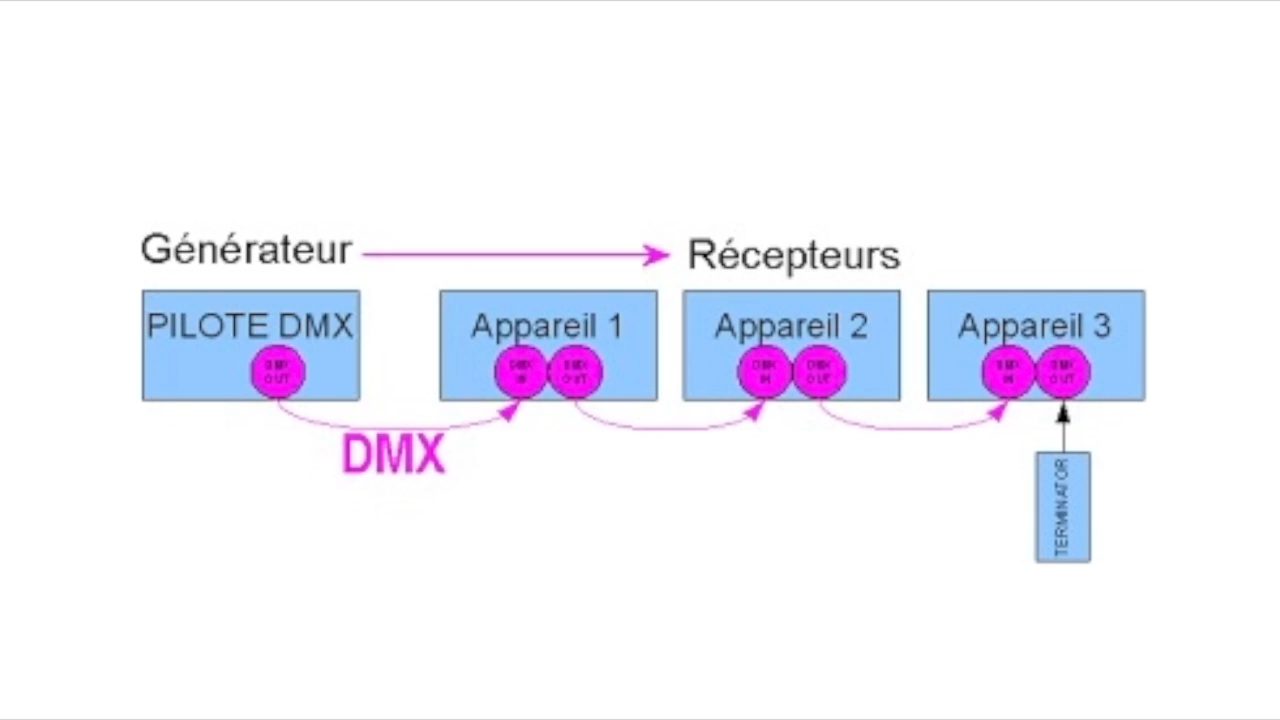 Générateur
Récepteurs
PILOTE DMX
Appareil 1
Appareil 2
Appareil 3
DMX
OUT
DMX
IN
DMX
OUT
DMX
IN
DMX
OUT
DMX
IN
DMX
OUT
DMX
TERMINATOR